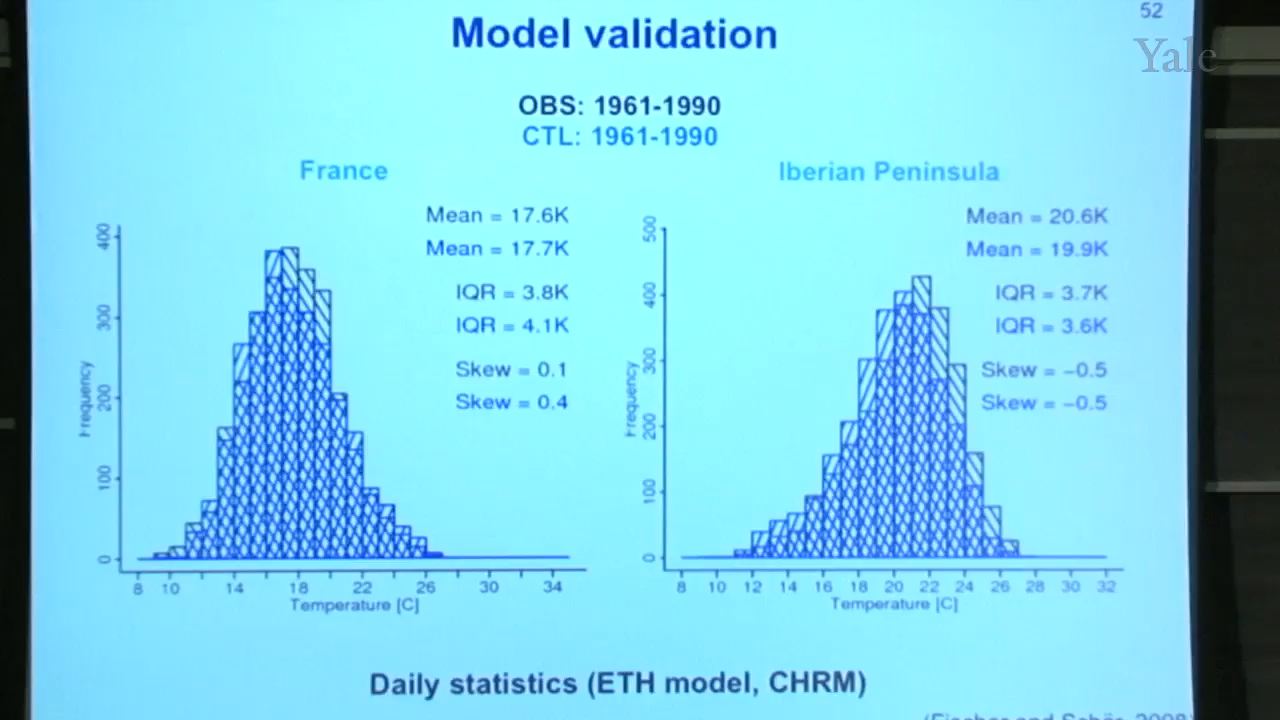 52
Yale
Model validation
OBS: 1961-1990
CTL: 1961-1990
France
Mean = 17.6K
Mean = 17.7K
IQR = 3.8K
IQR = 4.1K
Skew = 0.1
Skew = 0.4
Frequency
0
100
200
300
400
8 10 14 18 22 26 30 34
Temperature [C]
Iberian Peninsula
Mean = 20.6K
Mean = 19.9K
IQR = 3.7K
IQR = 3.6K
Skew = −0.5
Skew = −0.5
Frequency
0
100
200
300
400
500
8 10 12 14 16 18 20 22 24 26 28 30 32
Temperature [C]
Daily statistics (ETH model, CHRM)